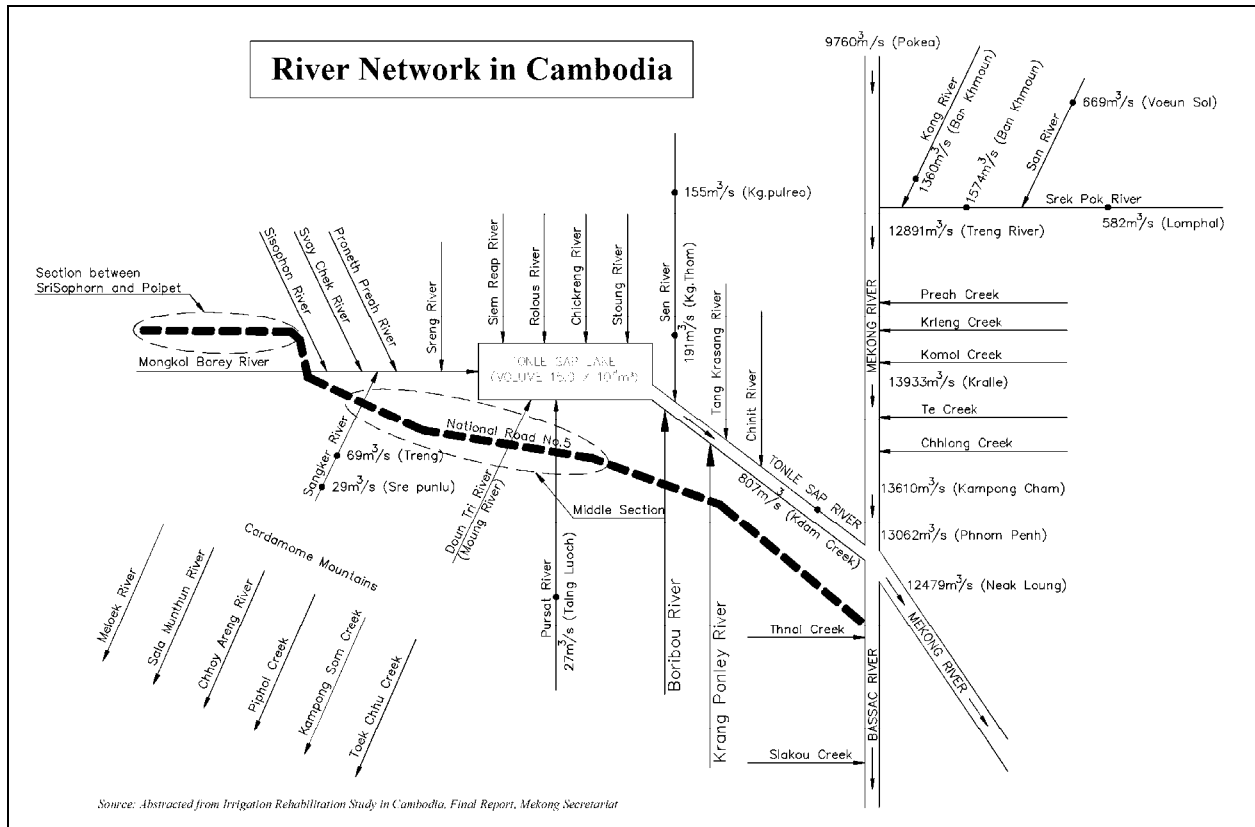 River Network in Cambodia
9760m3/s (Pokea)
Kong River
1360m3/s (Ban Khmoun)
1574m3/s (Ban Khmoun)
San River
669m3/s (Voeun Sol)
Srek Pok River
582m3/s (Lomphal)
12891m3/s (Treng River)
155m3/s (Kg.pulreo)
Sen River
191m3/s (Kg.Thom)
Section between
SriSophorn and Poipet
Sisophon River
Svay Chek River
Proneth Preah River
Sreng River
Siem Reap River
Rolous River
Chickreng River
Stoung River
Mongkol Borey River
TONLE SAP LAKE
Tang Krasang River
Chinit River
MEKONG RIVER
Preah Creek
Krieng Creek
Komol Creek
13933m3/s (Kralle)
Te Creek
Chhlong Creek
13610m3/s (Kampong Cham)
13062m3/s (Phnom Penh)
12479m3/s (Neak Loung)
National Road No.5
Sangker River
69m3/s (Treng)
29m3/s (Sre punlu)
Doun Tri River
(Moung River)
Middle Section
TONLE SAP RIVER
807m3/s (Kdam Creek)
Cardamome Mountains
Meloek River
Sala Munthun River
Chhoy Areng River
Piphol Creek
Kampong Som Creek
Toek Chhu Creek
Pursat River
27m3/s (Talng Luoch)
Boribou River
Krang Ponley River
Thnal Creek
Slakou Creek
BASSAC RIVER
MEKONG RIVER
Source: Abstracted from Irrigation Rehabilitation Study in Cambodia, Final Report, Mekong Secretariat